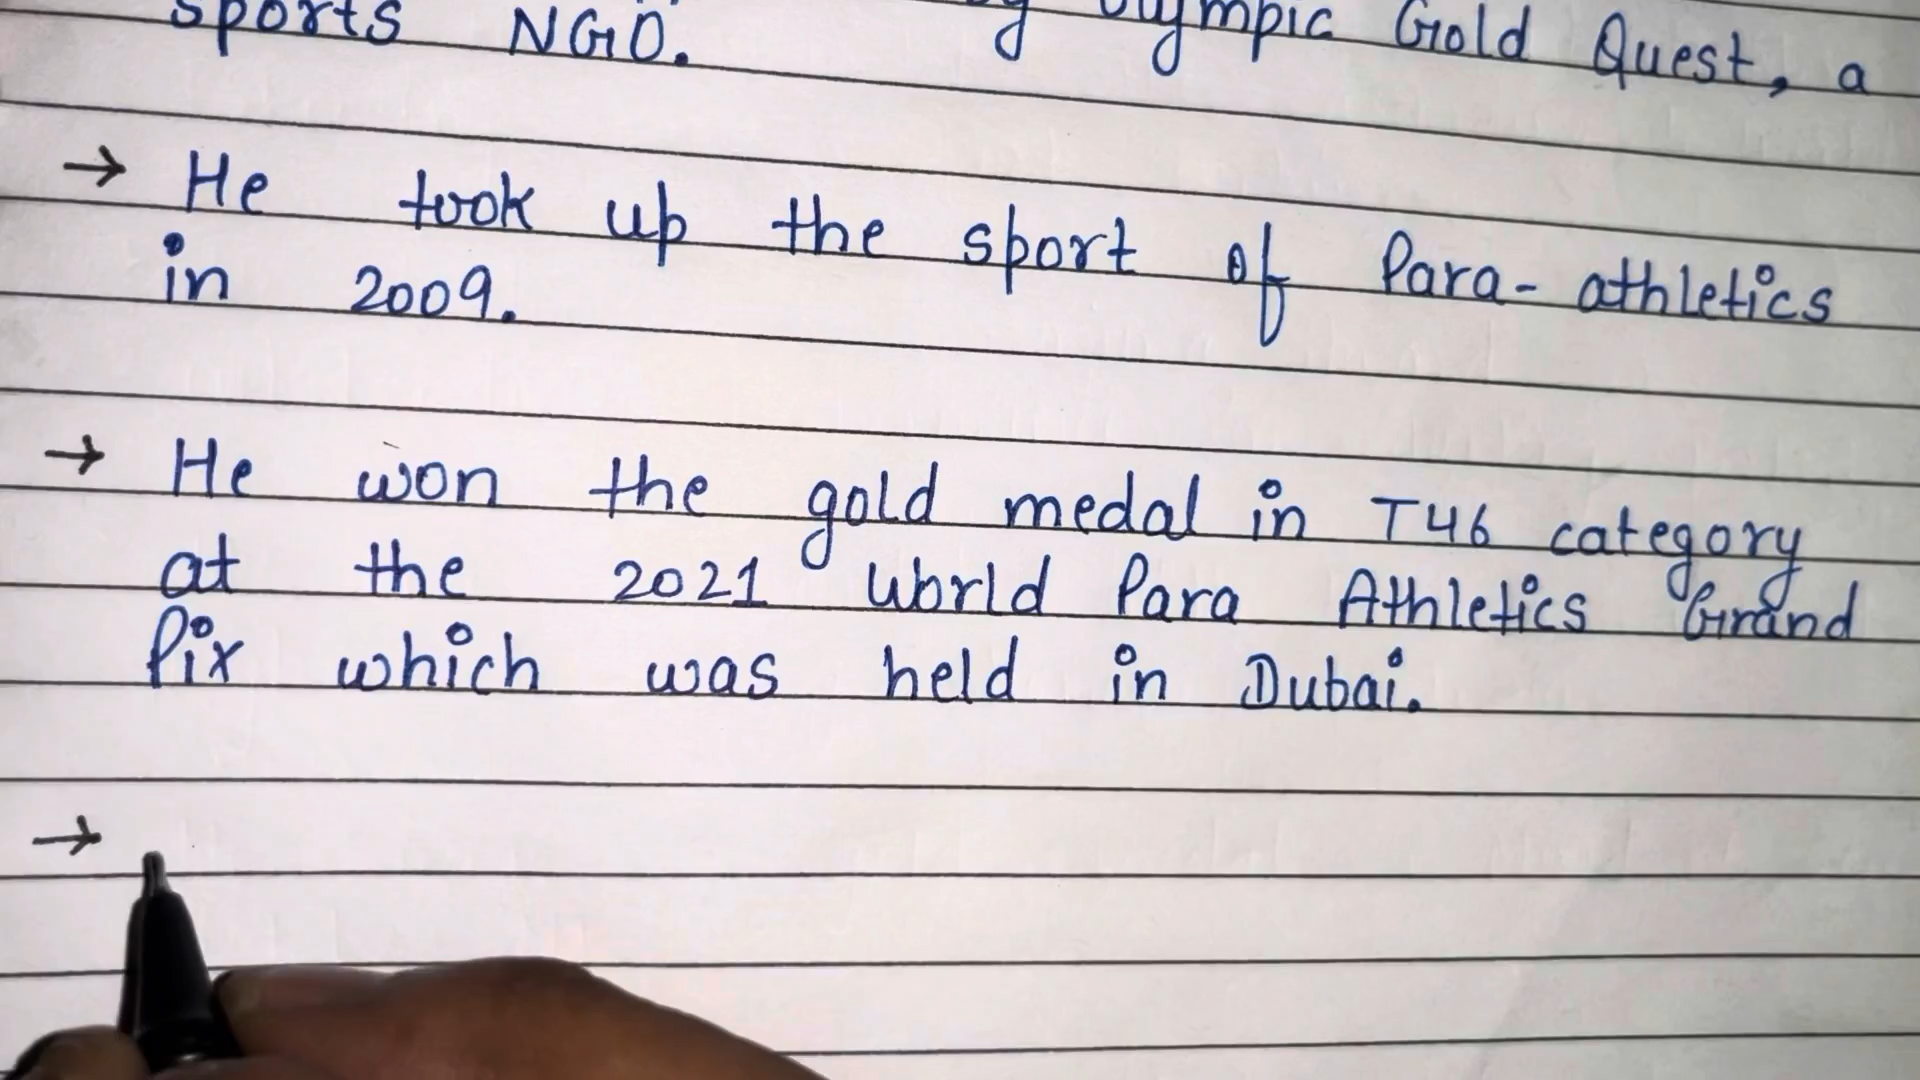 Olympic Gold Quest, a
sports NGO.
→ He took up the sport of Para-athletics
in 2009.
→ He won the gold medal in T46 category
at the 2021 World Para Athletics Grand
Pix which was held in Dubai.
→